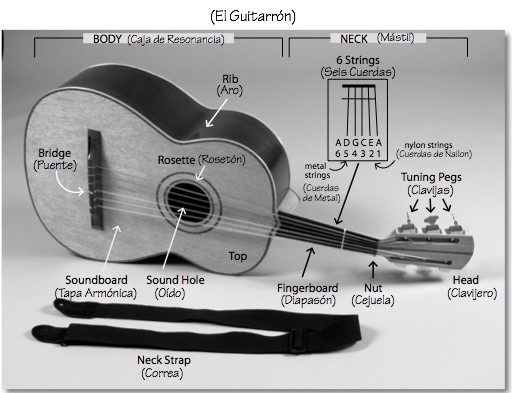 (El Guitarrón)
BODY (Caja de Resonancia)
NECK (Mástil)
6 Strings
(Seis Cuerdas)
Rib
(Aro)
A D G C E A
6 5 4 3 2 1
Bridge
(Puente)
Rosette (Rosetón)
metal
strings
(Cuerdas
de Metal)
nylon strings
(Cuerdas de Nailon)
Tuning Pegs
(Clavijas)
Top
Soundboard
(Tapa Armónica)
Sound Hole
(Oído)
Fingerboard
(Diapasón)
Nut
(Cejuela)
Head
(Clavijero)
Neck Strap
(Correa)